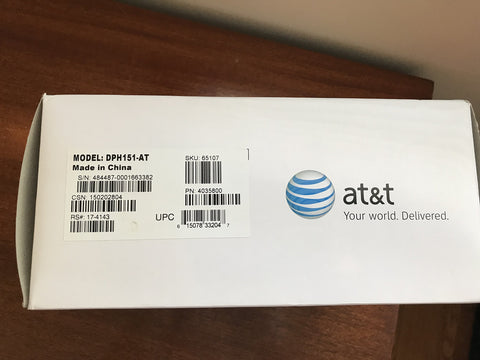 MODEL: DPH151-AT
Made in China
S/N: 484487-0001663382
CSN: 150202804
RS#: 17-4143
SKU: 65107
PN: 4035800
UPC
6 15078 33204 7
at&t
Your world. Delivered.